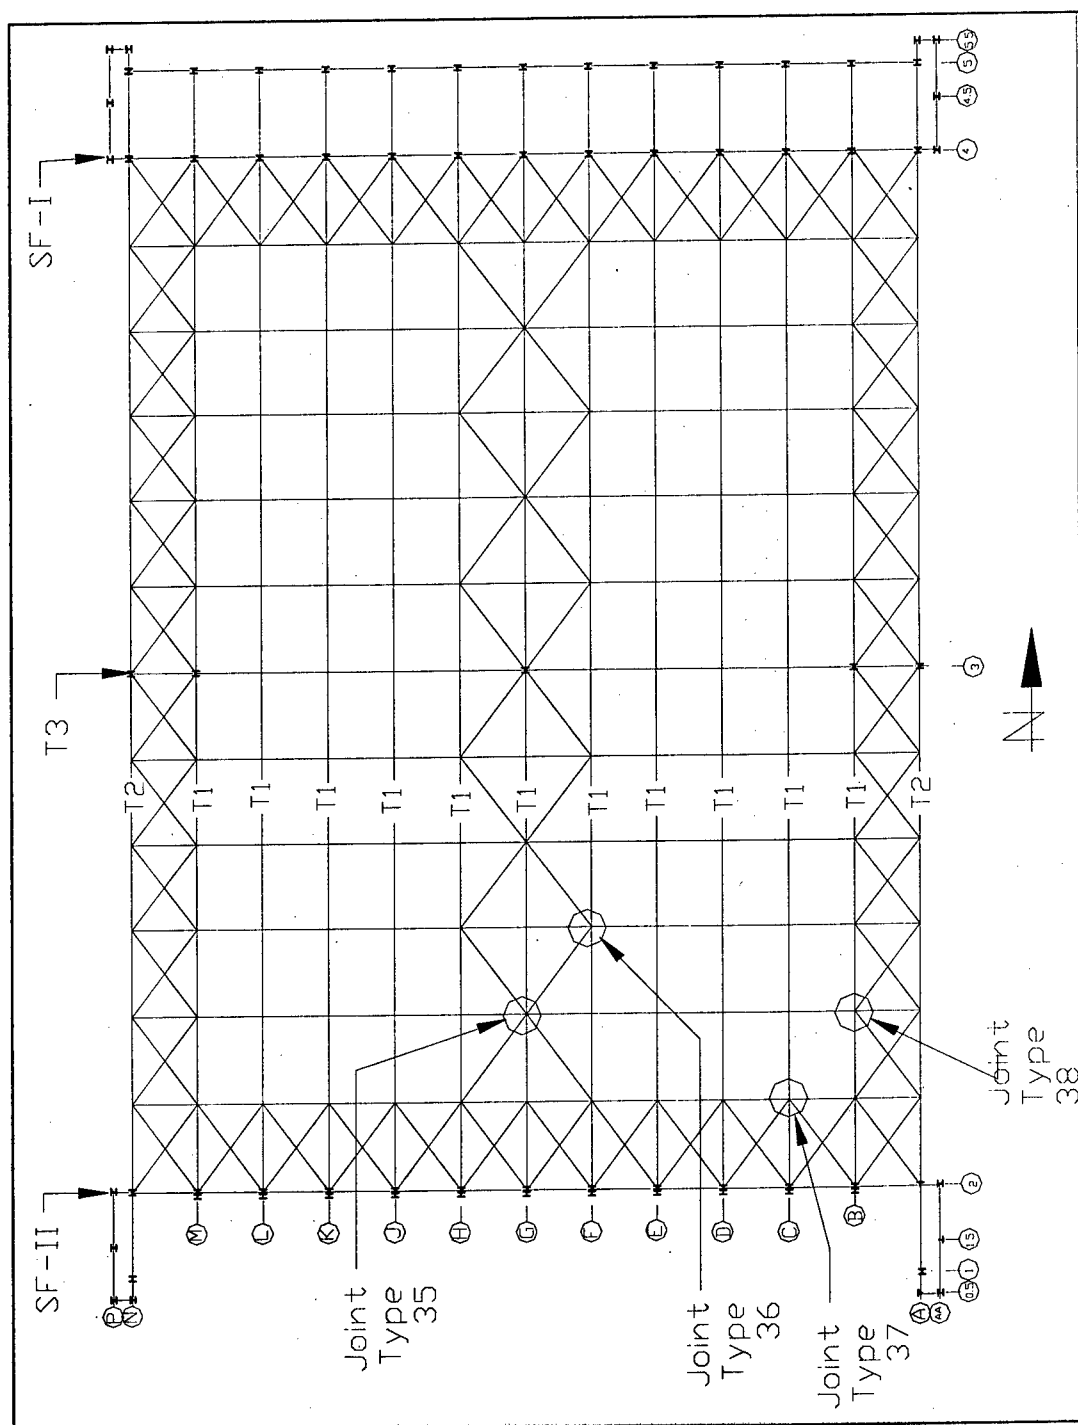 SF-I
T3
SF-II
T2
T1
T1
T1
T1
T1
T1
T1
T1
T1
T1
T1
T2
P
N
M
L
K
J
H
G
F
E
D
C
B
A
AA
5.5
5
4.5
4
3
2
1.5
1
0.5
N
Joint
Type
35
Joint
Type
36
Joint
Type
37
Joint
Type
38